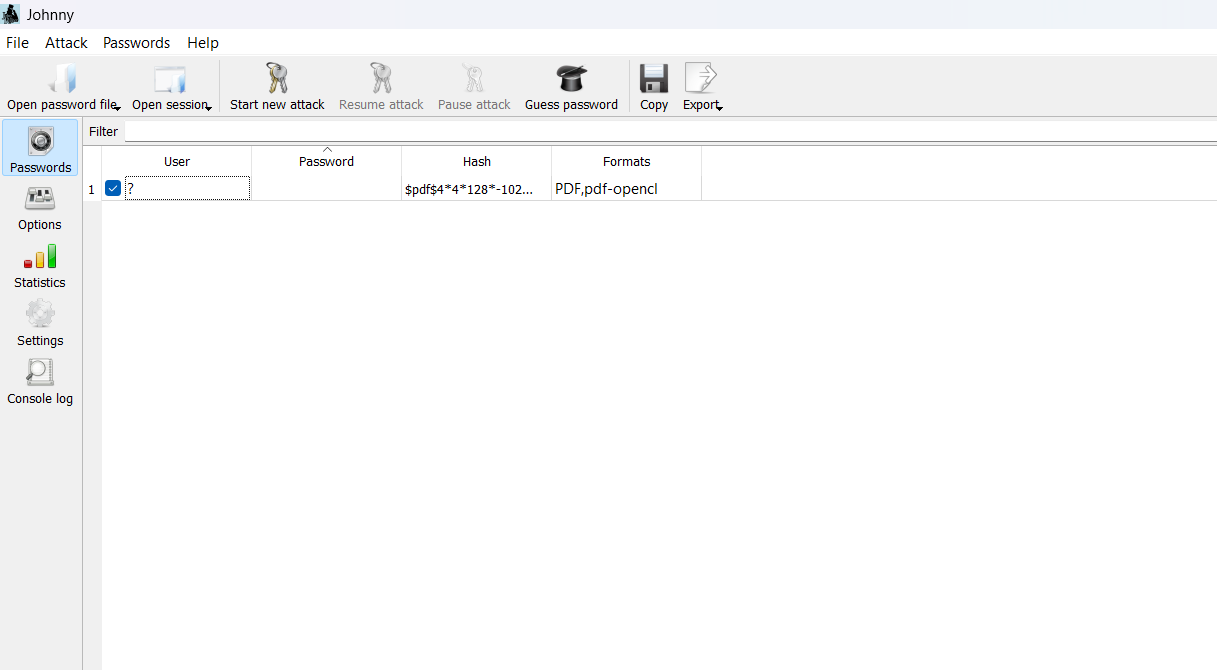 Johnny
File Attack Passwords Help
Open password file Open session Start new attack Resume attack Pause attack Guess password Copy Export
Passwords
Options
Statistics
Settings
Console log
Filter
User Password Hash Formats
1 ? $pdf$4*4*128*-102... PDF,pdf-opencl